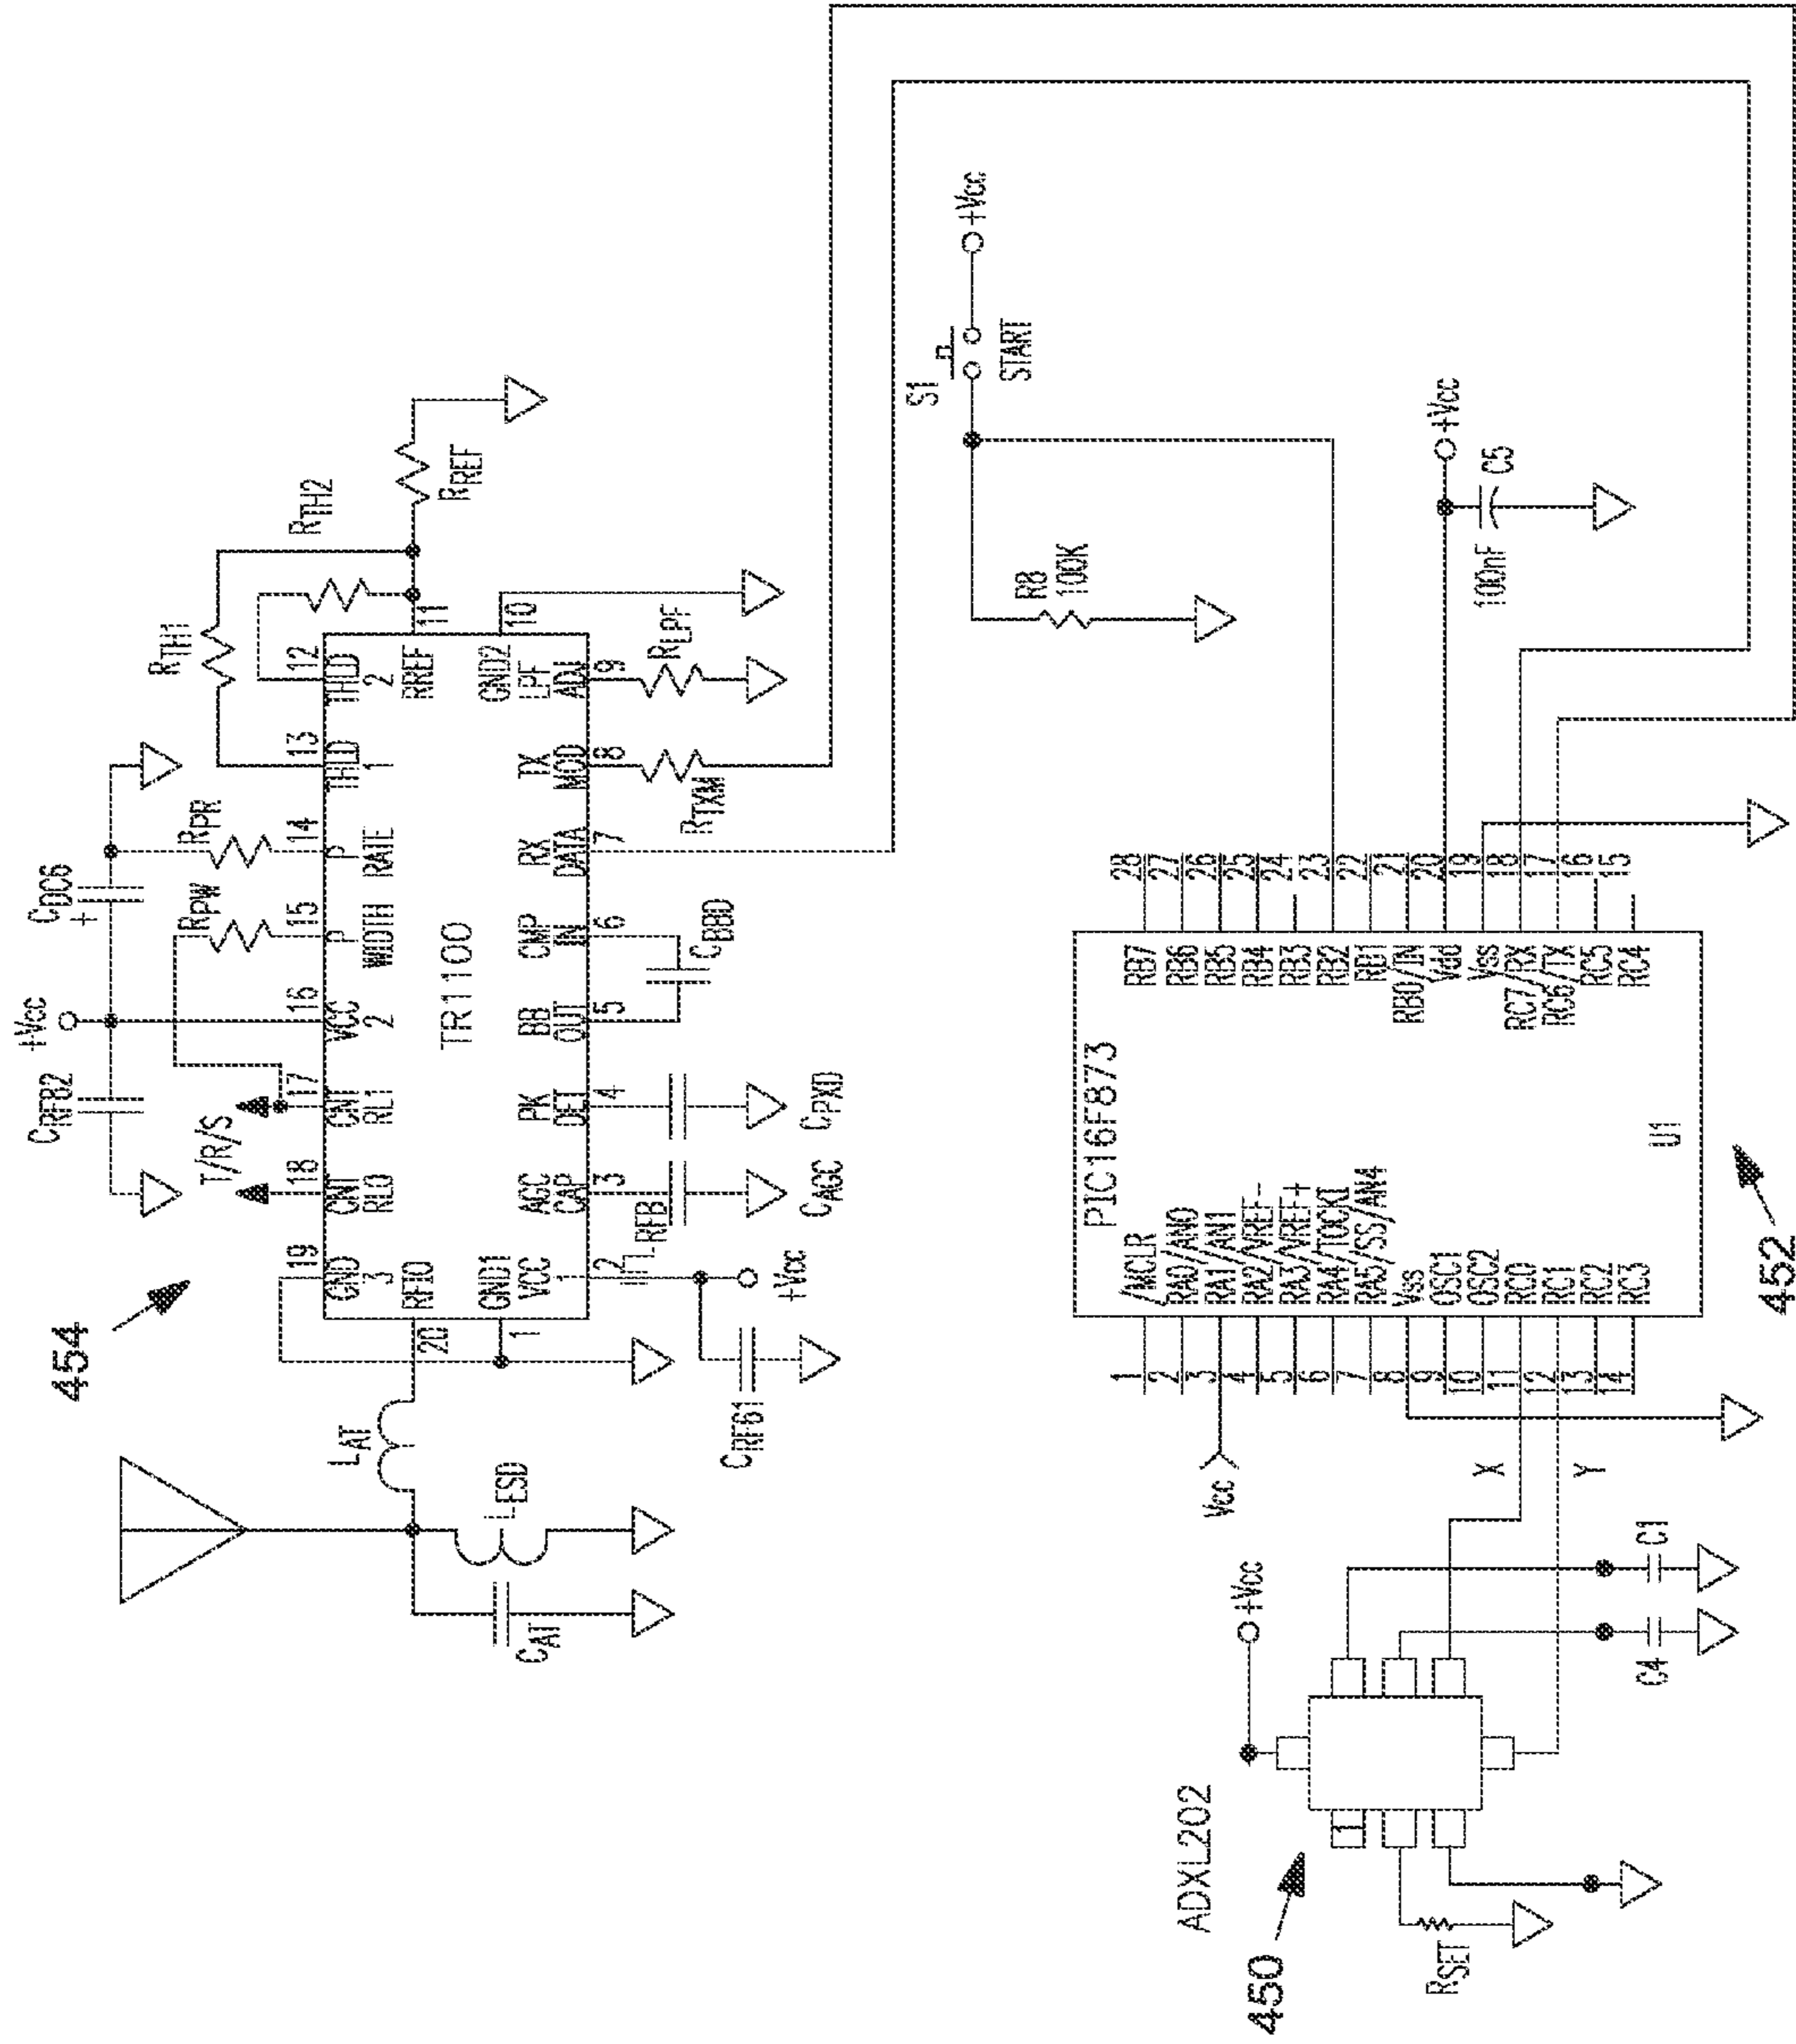 454
LAT
LESD
CAT
CRFB2
+Vcc
CDC6
+
T/R/S
RPW
RPR
RTH1
RTH2
RREF
19
18
17
16
15
14
13
12
GND
3
CNT
RL0
CNT
RL1
VCC
2
P
WIDTH
P
RATE
THLD
1
THLD
2
20
RFIO
TR1100
RREF
11
1
GND1
GND2
10
VCC
AGC
CAP
PK
DET
BB
OUT
CMP
IN
RX
DATA
TX
MOD
LPF
ADJ
2
3
4
5
6
7
8
9
LRFB
CRF61
+Vcc
CAGC
CPXD
CBBD
RTXM
RLPF
S1
START
+Vcc
R8
100K
PIC16F873
1
/MCLR
RB7
28
2
RA0/AN0
RB6
27
3
RA1/AN1
RB5
26
4
RA2/VREF-
RB4
25
5
RA3/VREF+
RB3
24
6
RA4/TOCKI
RB2
23
7
RA5/SS/AN4
RB1
22
8
Vss
RB0/IN
21
9
OSC1
Vdd
20
10
OSC2
Vss
19
11
RC0
RC7/RX
18
12
RC1
RC6/TX
17
13
RC2
RC5
16
14
RC3
RC4
15
U1
452
Vcc
+Vcc
100nF
C5
X
Y
ADXL202
450
+Vcc
1
RSET
C4
C1